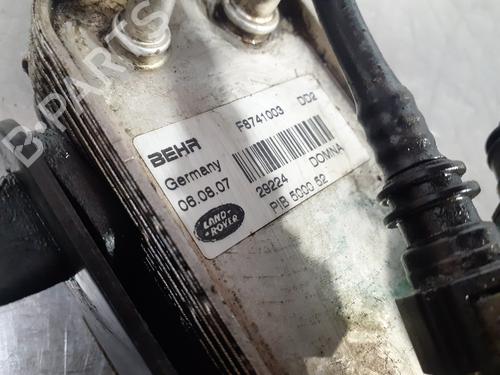 F8741003 DD2
BEHR
Germany
06.08.07
29224 DOMNA
PIB 5000 52
LAND-
ROVER
B-Parts